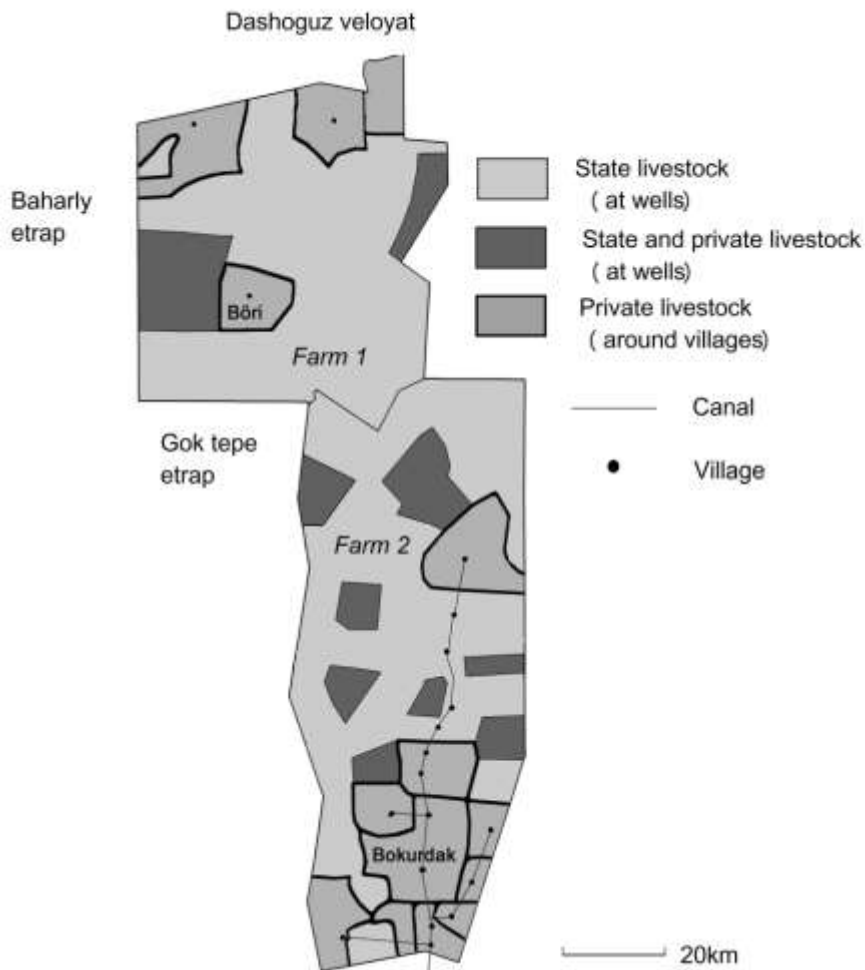 Dashoguz veloyat
Baharly
etrap
State livestock
( at wells)
State and private livestock
( at wells)
Private livestock
( around villages)
Böri
Farm 1
Canal
Village
Gok tepe
etrap
Farm 2
Bokurdak
20km